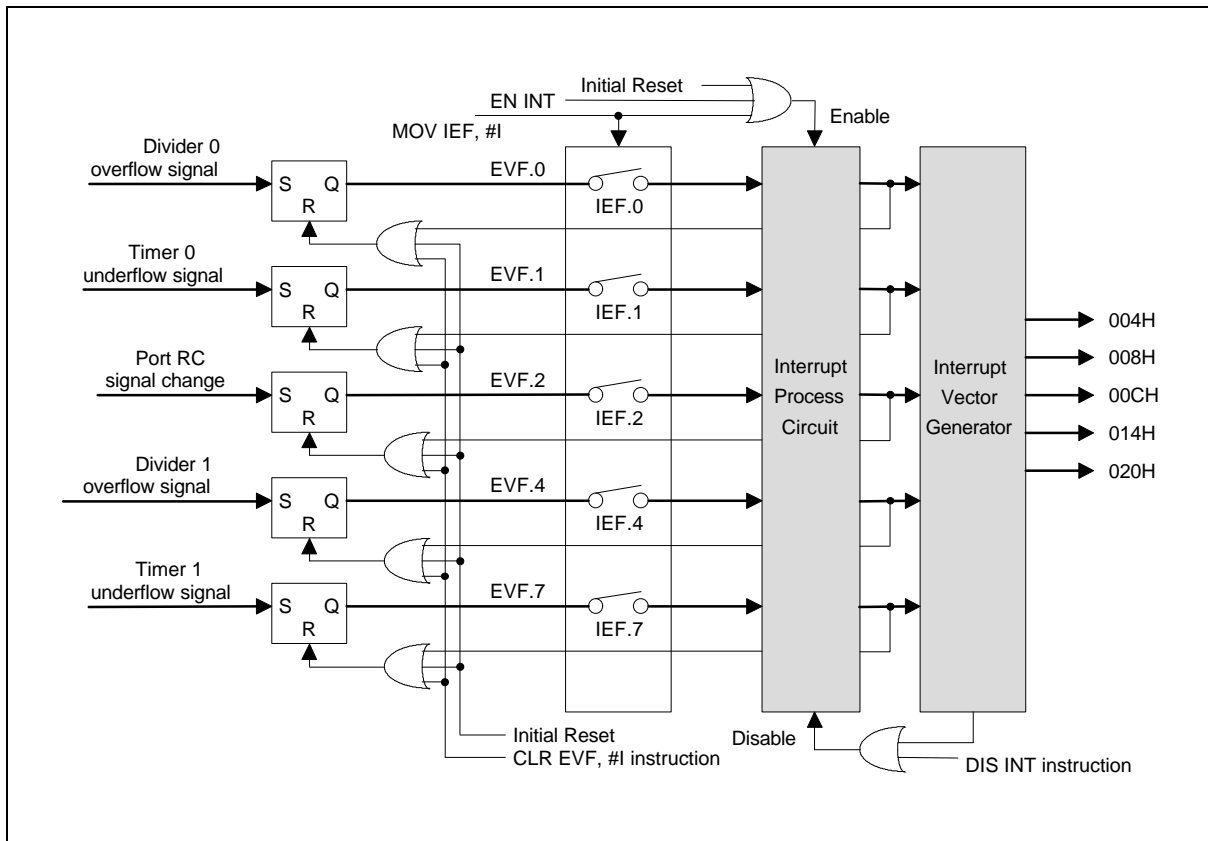 Initial Reset
EN INT
MOV IEF, #I
Enable
Divider 0
overflow signal
S Q
R
EVF.0
IEF.0
Timer 0
underflow signal
S Q
R
EVF.1
IEF.1
Port RC
signal change
S Q
R
EVF.2
IEF.2
Divider 1
overflow signal
S Q
R
EVF.4
IEF.4
Timer 1
underflow signal
S Q
R
EVF.7
IEF.7
Interrupt
Process
Circuit
Interrupt
Vector
Generator
004H
008H
00CH
014H
020H
Initial Reset
CLR EVF, #I instruction
Disable
DIS INT instruction